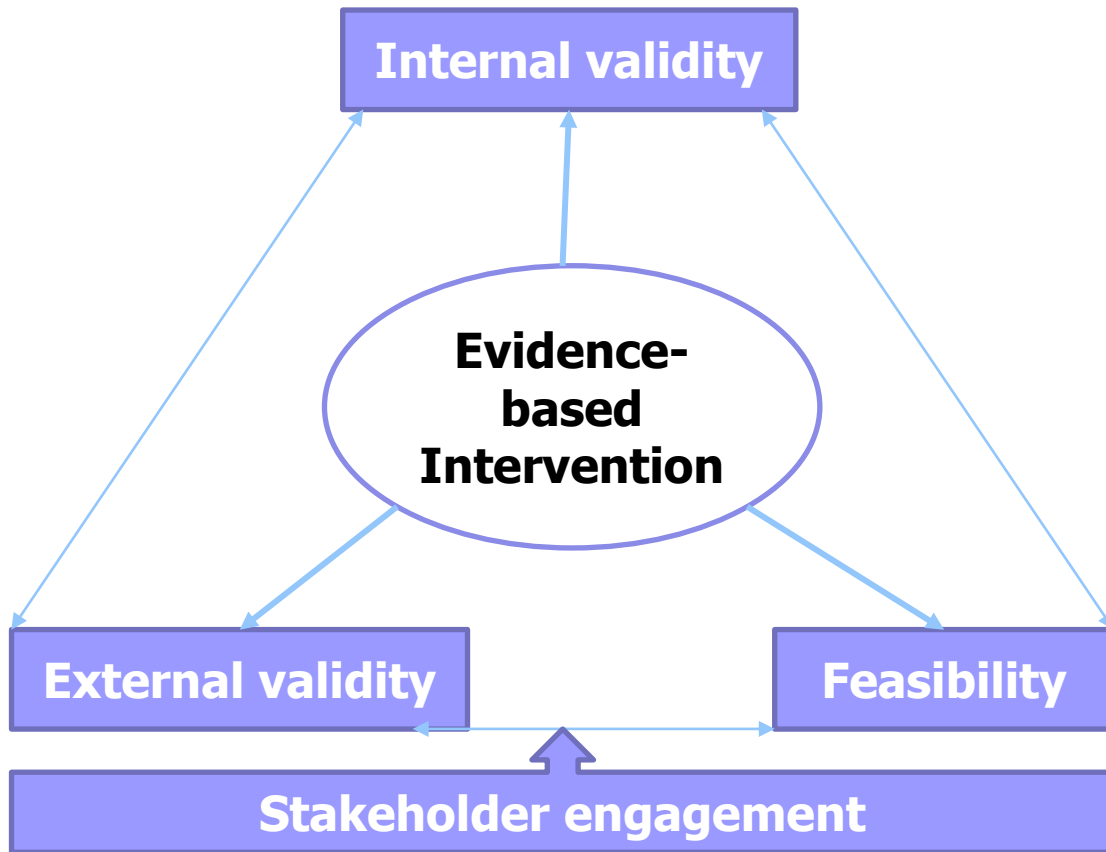 Internal validity
Evidence-
based
Intervention
External validity
Feasibility
Stakeholder engagement